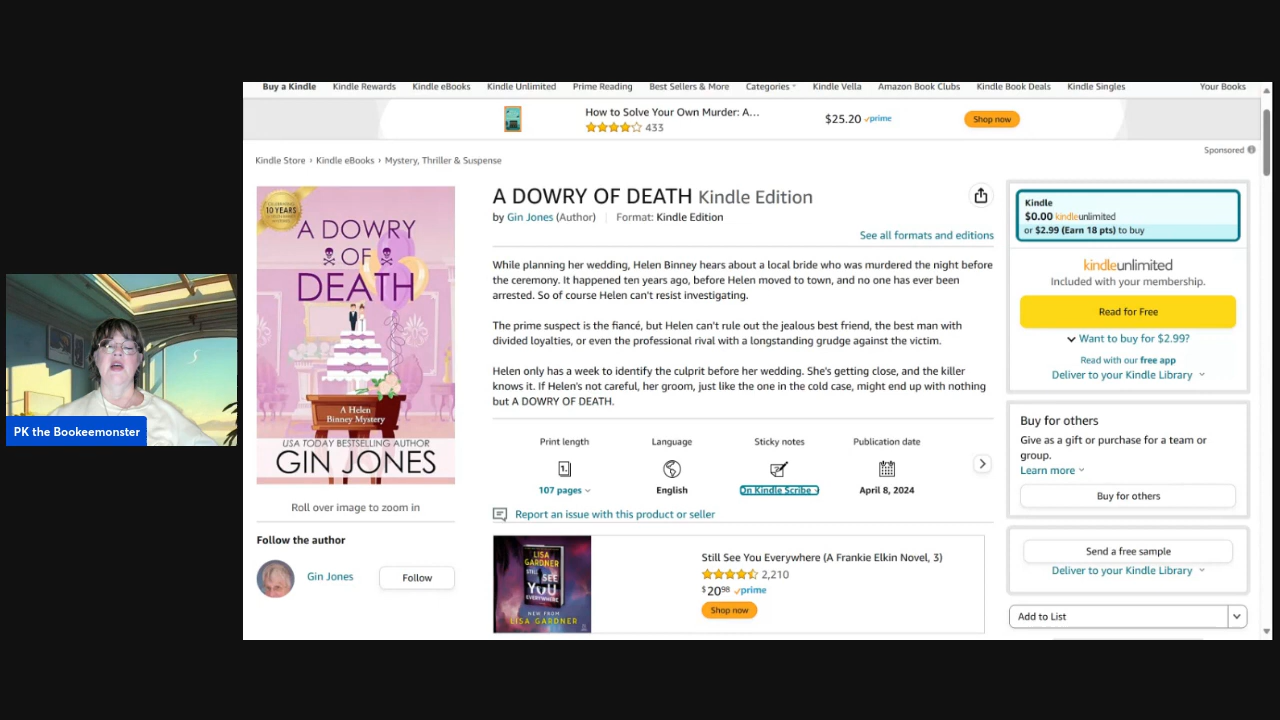 Buy a Kindle Kindle Rewards Kindle eBooks Kindle Unlimited Prime Reading Best Sellers & More Categories Kindle Vella Amazon Book Clubs Kindle Book Deals Kindle Singles Your Books
How to Solve Your Own Murder: A…
433
$25.20 prime
Shop now
Sponsored
Kindle Store › Kindle eBooks › Mystery, Thriller & Suspense
10 YEARS
A DOWRY
OF
DEATH
A Helen
Binney Mystery
USA TODAY BESTSELLING AUTHOR
GIN JONES
Roll over image to zoom in
Follow the author
Gin Jones
Follow
A DOWRY OF DEATH Kindle Edition
by Gin Jones (Author) Format: Kindle Edition
See all formats and editions
While planning her wedding, Helen Binney hears about a local bride who was murdered the night before
the ceremony. It happened ten years ago, before Helen moved to town, and no one has ever been
arrested. So of course Helen can't resist investigating.
The prime suspect is the fiancé, but Helen can't rule out the jealous best friend, the best man with
divided loyalties, or even the professional rival with a longstanding grudge against the victim.
Helen only has a week to identify the culprit before her wedding. She's getting close, and the killer
knows it. If Helen's not careful, her groom, just like the one in the cold case, might end up with nothing
but A DOWRY OF DEATH.
Print length Language Sticky notes Publication date
107 pages English On Kindle Scribe April 8, 2024
Report an issue with this product or seller
LISA
GARDNER
STILL
SEE
YOU
EVERYWHERE
NEW FROM
LISA GARDNER
Still See You Everywhere (A Frankie Elkin Novel, 3)
2,210
$2098 prime
Shop now
Kindle
$0.00 kindleunlimited
or $2.99 (Earn 18 pts) to buy
kindleunlimited
Included with your membership.
Read for Free
Want to buy for $2.99?
Read with our free app
Deliver to your Kindle Library
Buy for others
Give as a gift or purchase for a team or
group.
Learn more
Buy for others
Send a free sample
Deliver to your Kindle Library
Add to List
PK the Bookeemonster